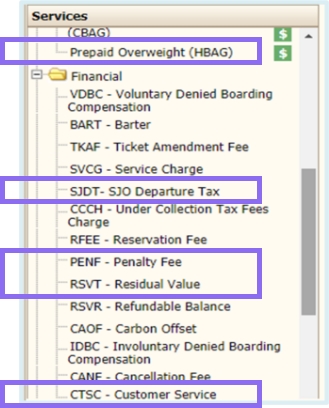 Services
(CBAG) $
Prepaid Overweight (HBAG) $
Financial
VDBC - Voluntary Denied Boarding
Compensation
BART - Barter
TKAF - Ticket Amendment Fee
SVCG - Service Charge
SJDT- SJO Departure Tax
CCCH - Under Collection Tax Fees
Charge
RFEE - Reservation Fee
PENF - Penalty Fee
RSVT - Residual Value
RSVR - Refundable Balance
CAOF - Carbon Offset
IDBC - Involuntary Denied Boarding
Compensation
CANF - Cancellation Fee
CTSC - Customer Service